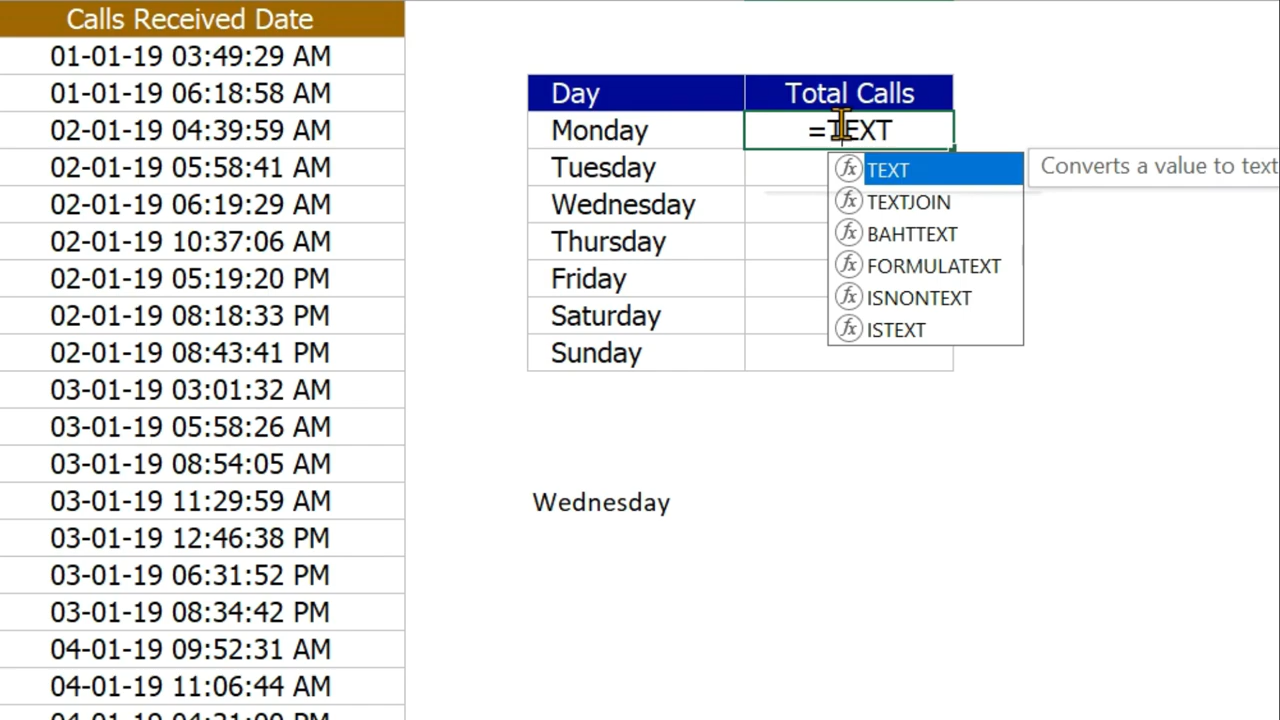 Calls Received Date
01-01-19 03:49:29 AM
01-01-19 06:18:58 AM
02-01-19 04:39:59 AM
02-01-19 05:58:41 AM
02-01-19 06:19:29 AM
02-01-19 10:37:06 AM
02-01-19 05:19:20 PM
02-01-19 08:18:33 PM
02-01-19 08:43:41 PM
03-01-19 03:01:32 AM
03-01-19 05:58:26 AM
03-01-19 08:54:05 AM
03-01-19 11:29:59 AM
03-01-19 12:46:38 PM
03-01-19 06:31:52 PM
03-01-19 08:34:42 PM
04-01-19 09:52:31 AM
04-01-19 11:06:44 AM
Day Total Calls
Monday =TEXT
Tuesday
Wednesday
Thursday
Friday
Saturday
Sunday
fx TEXT Converts a value to text
fx TEXTJOIN
fx BAHTTEXT
fx FORMULATEXT
fx ISNONTEXT
fx ISTEXT
Wednesday